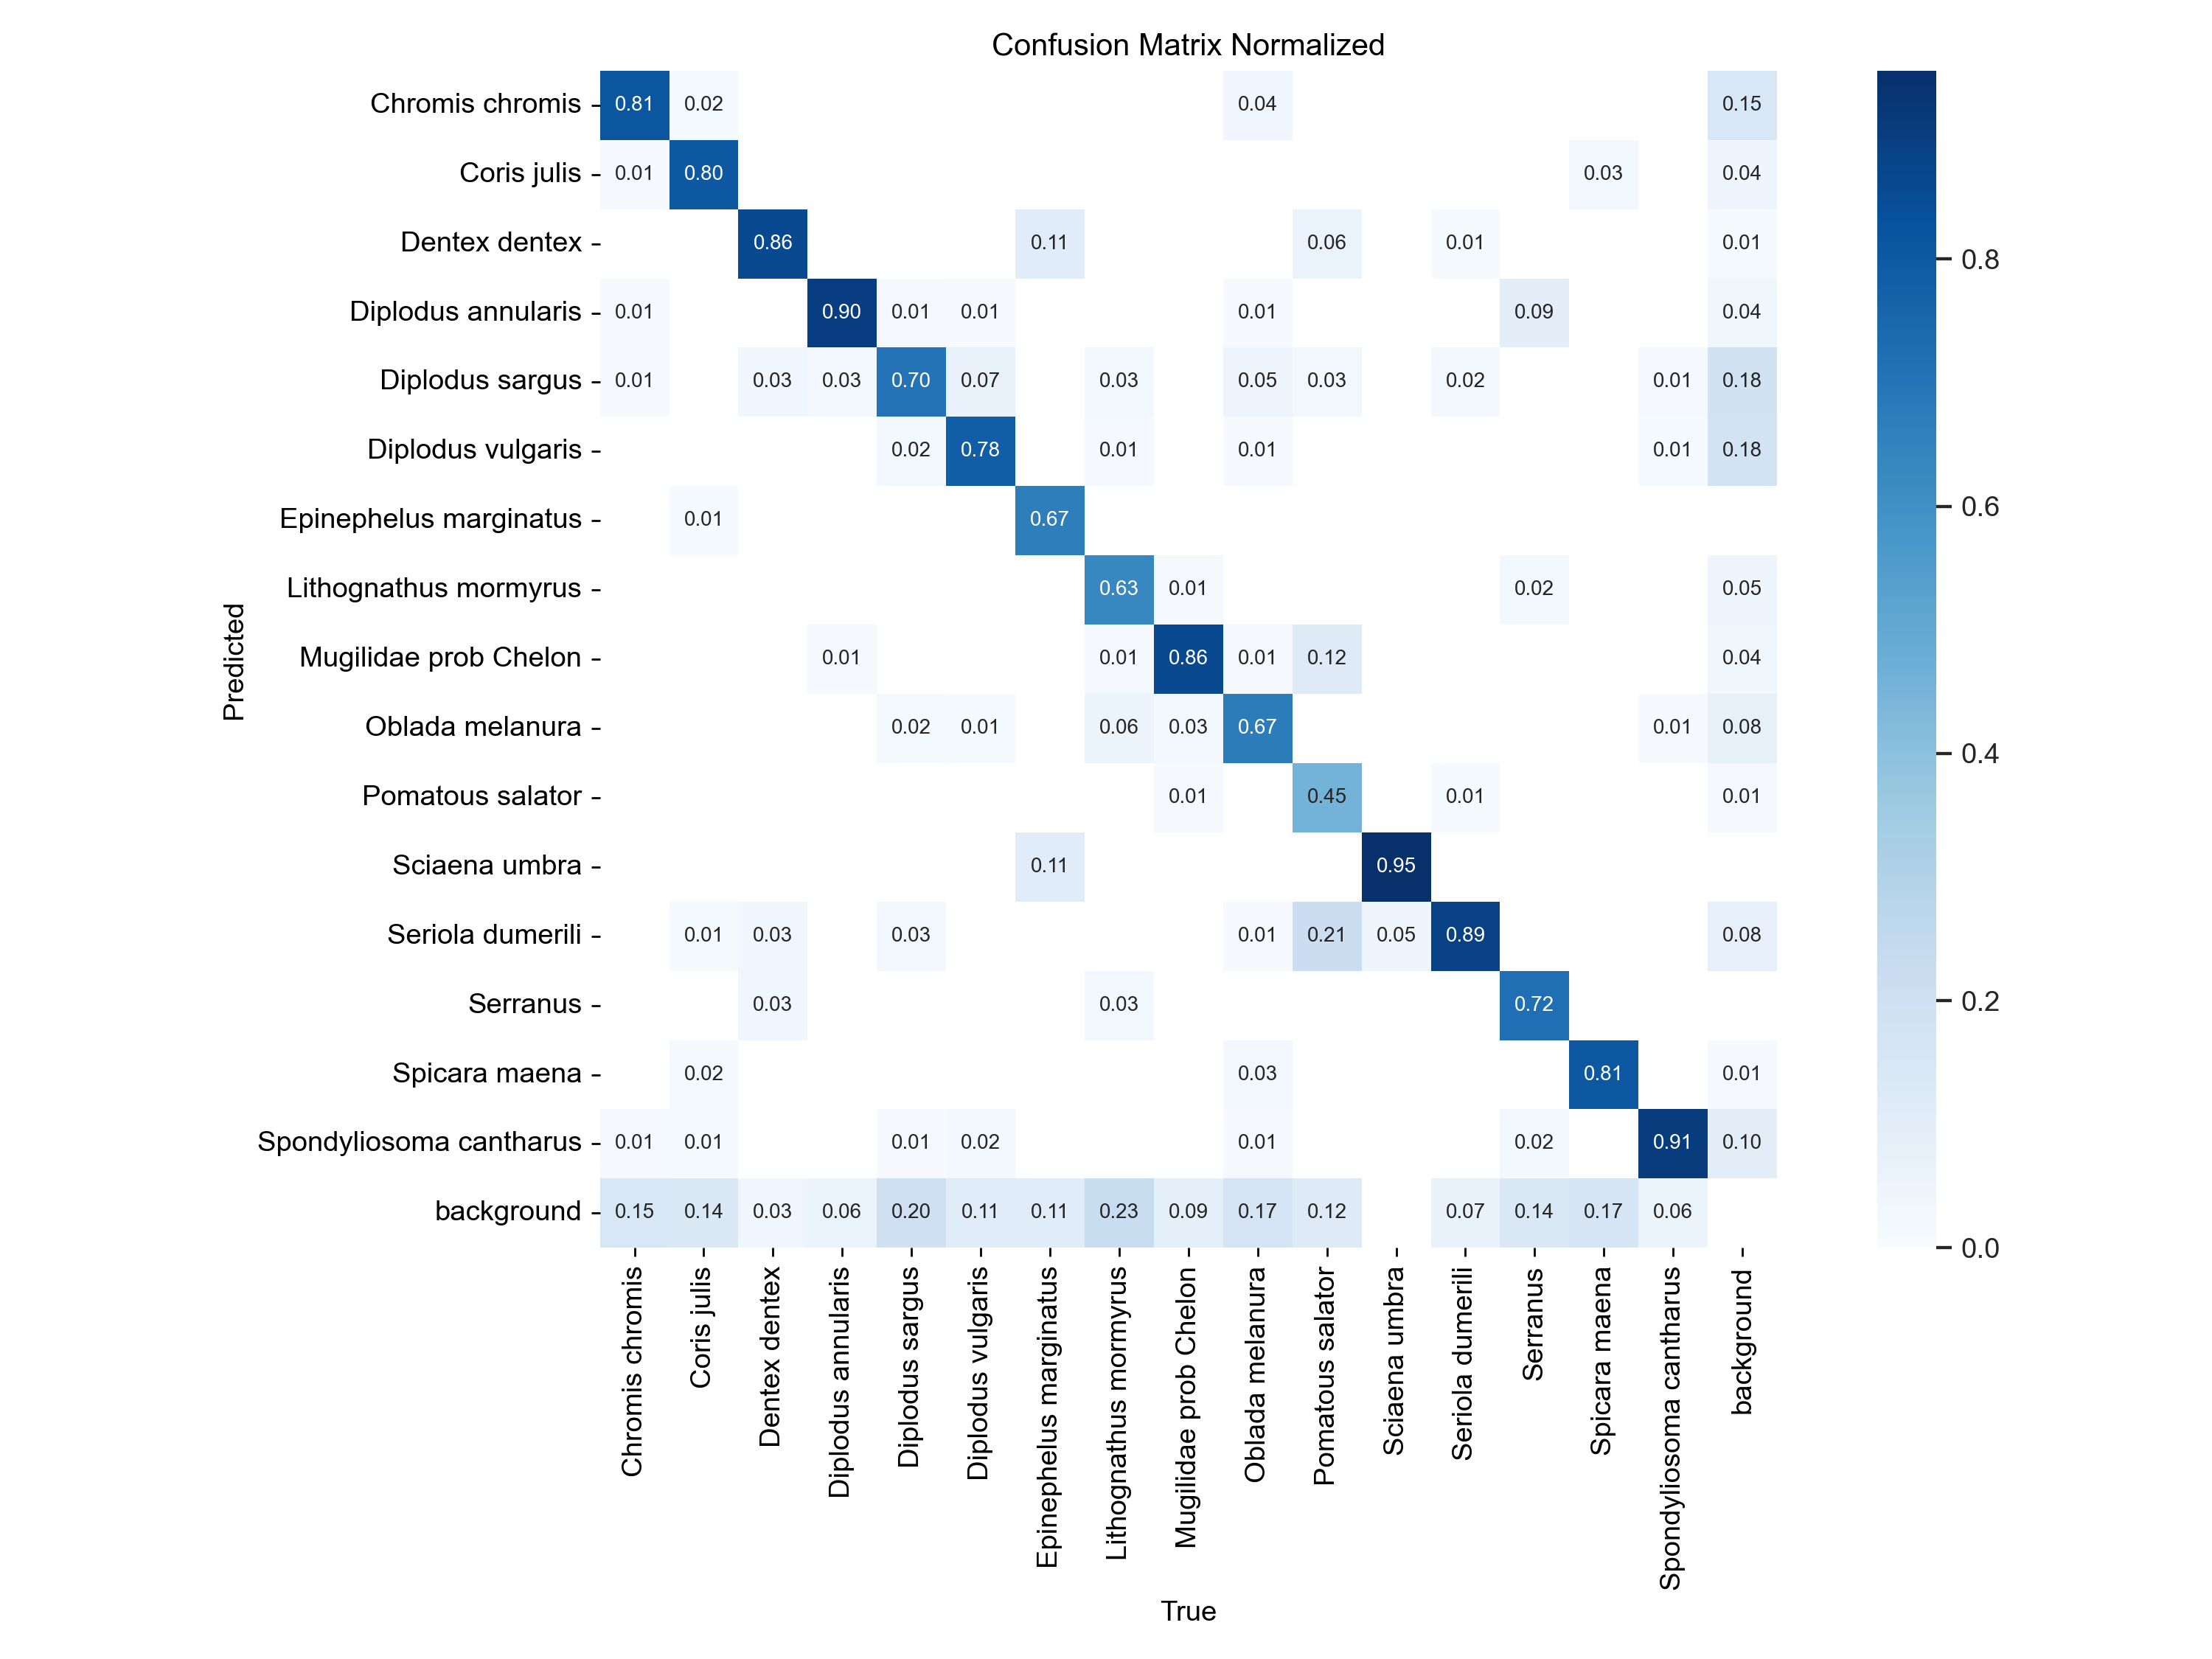 Confusion Matrix Normalized
Chromis chromis 0.81 0.02 0.04 0.15
Coris julis 0.01 0.80 0.03 0.04
Dentex dentex 0.86 0.11 0.06 0.01 0.01
Diplodus annularis 0.01 0.90 0.01 0.01 0.01 0.09 0.04
Diplodus sargus 0.01 0.03 0.03 0.70 0.07 0.03 0.05 0.03 0.02 0.01 0.18
Diplodus vulgaris 0.02 0.78 0.01 0.01 0.01 0.18
Epinephelus marginatus 0.01 0.67
Lithognathus mormyrus 0.63 0.01 0.02 0.05
Mugilidae prob Chelon 0.01 0.01 0.86 0.01 0.12 0.04
Oblada melanura 0.02 0.01 0.06 0.03 0.67 0.01 0.08
Pomatous salator 0.01 0.45 0.01 0.01
Sciaena umbra 0.11 0.95
Seriola dumerili 0.01 0.03 0.03 0.01 0.21 0.05 0.89 0.08
Serranus 0.03 0.03 0.72
Spicara maena 0.02 0.03 0.81 0.01
Spondyliosoma cantharus 0.01 0.01 0.01 0.02 0.01 0.02 0.91 0.10
background 0.15 0.14 0.03 0.06 0.20 0.11 0.11 0.23 0.09 0.17 0.12 0.07 0.14 0.17 0.06
Predicted
Chromis chromis
Coris julis
Dentex dentex
Diplodus annularis
Diplodus sargus
Diplodus vulgaris
Epinephelus marginatus
Lithognathus mormyrus
Mugilidae prob Chelon
Oblada melanura
Pomatous salator
Sciaena umbra
Seriola dumerili
Serranus
Spicara maena
Spondyliosoma cantharus
background
True
0.8
0.6
0.4
0.2
0.0